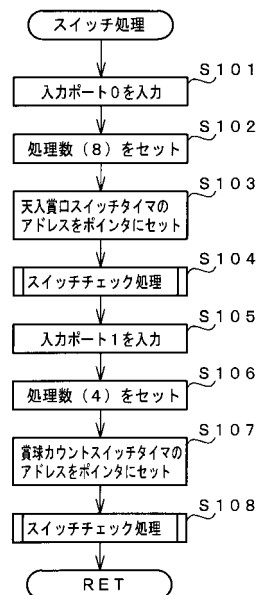 スイッチ処理
S101
入力ポート0を入力
S102
処理数(8)をセット
S103
天入賞口スイッチタイマの
アドレスをポインタにセット
S104
スイッチチェック処理
S105
入力ポート1を入力
S106
処理数(4)をセット
S107
賞球カウントスイッチタイマの
アドレスをポインタにセット
S108
スイッチチェック処理
RET